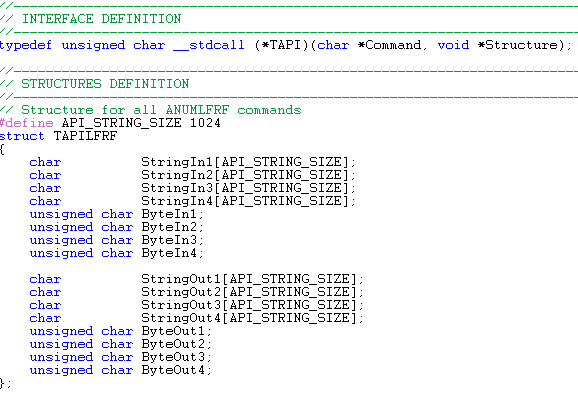 //------------------------------------------------------------------------
// INTERFACE DEFINITION
//------------------------------------------------------------------------
typedef unsigned char __stdcall (*TAPI)(char *Command, void *Structure);
//------------------------------------------------------------------------
// STRUCTURES DEFINITION
//------------------------------------------------------------------------
// Structure for all ANUMLFRF commands
#define API_STRING_SIZE 1024
struct TAPILFRF
{
    char          StringIn1[API_STRING_SIZE];
    char          StringIn2[API_STRING_SIZE];
    char          StringIn3[API_STRING_SIZE];
    char          StringIn4[API_STRING_SIZE];
    unsigned char ByteIn1;
    unsigned char ByteIn2;
    unsigned char ByteIn3;
    unsigned char ByteIn4;
    char          StringOut1[API_STRING_SIZE];
    char          StringOut2[API_STRING_SIZE];
    char          StringOut3[API_STRING_SIZE];
    char          StringOut4[API_STRING_SIZE];
    unsigned char ByteOut1;
    unsigned char ByteOut2;
    unsigned char ByteOut3;
    unsigned char ByteOut4;
};